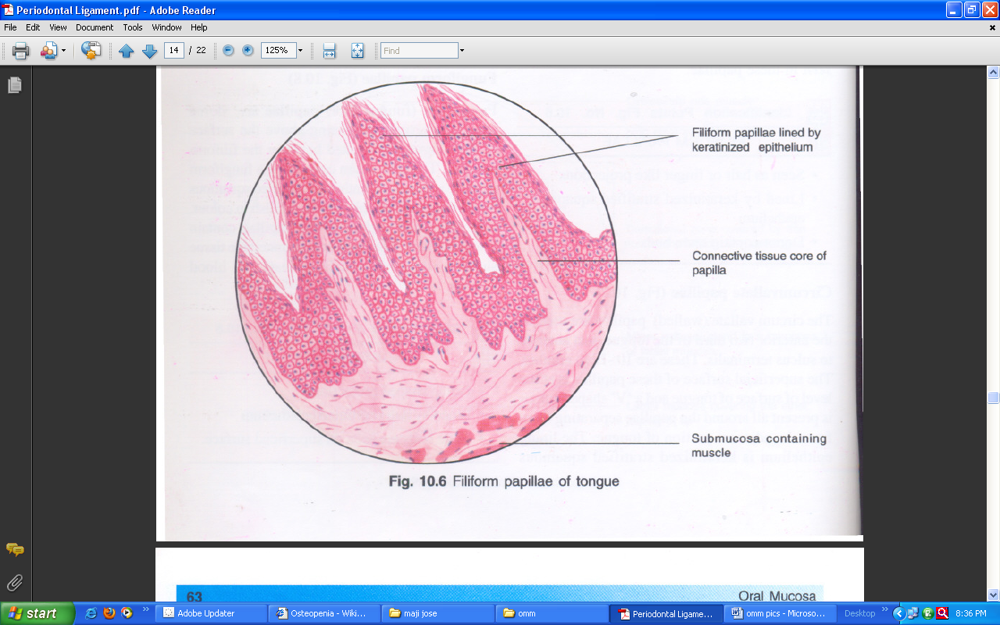 Periodontal Ligament.pdf - Adobe Reader
File Edit View Document Tools Window Help
14 / 22 125% Find
Filiform papillae lined by
keratinized epithelium
Connective tissue core of
papilla
Submucosa containing
muscle
Fig. 10.6 Filiform papillae of tongue
63 Oral Mucosa
start Adobe Updater Osteopenia - Wiki... maji jose omm Periodontal Ligame... omm pics - Microso... Desktop 8:36 PM